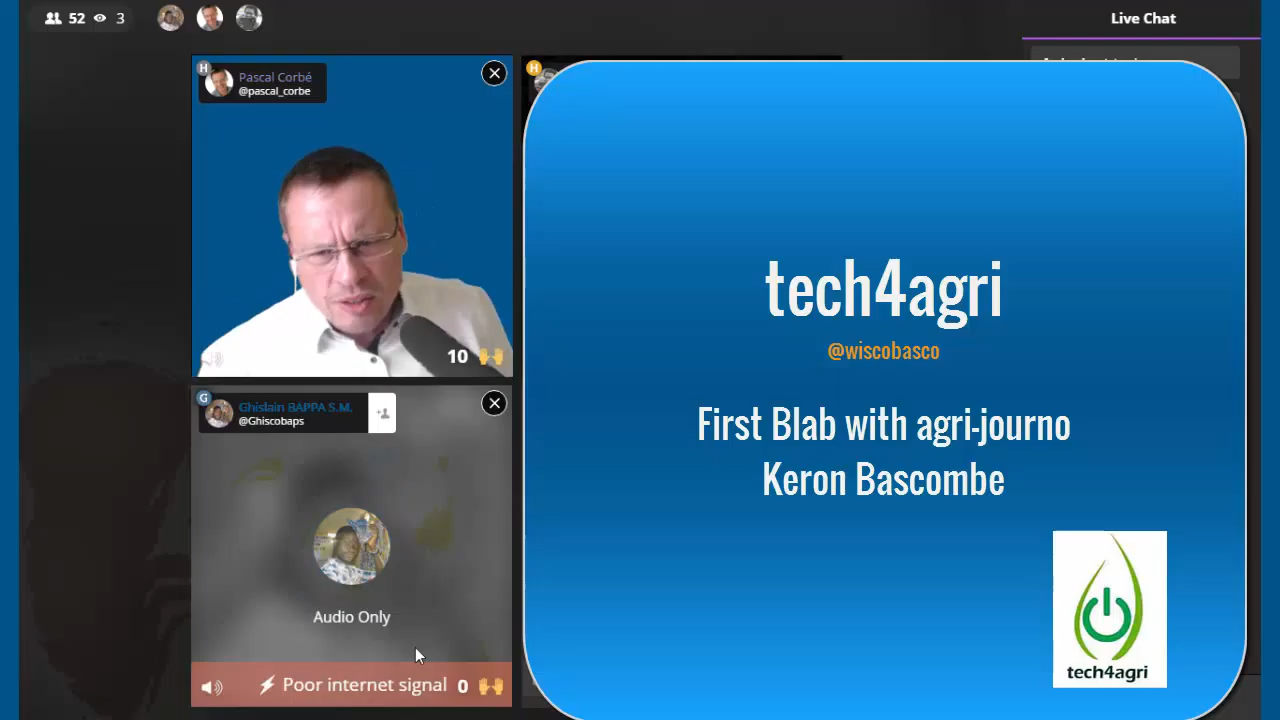 52 3
Live Chat
H
Pascal Corbé
@pascal_corbe
H
10
G
Ghislain BAPPA S.M.
@Ghiscobaps
Audio Only
Poor internet signal 0
tech4agri
@wiscobasco
First Blab with agri-journo
Keron Bascombe
tech4agri